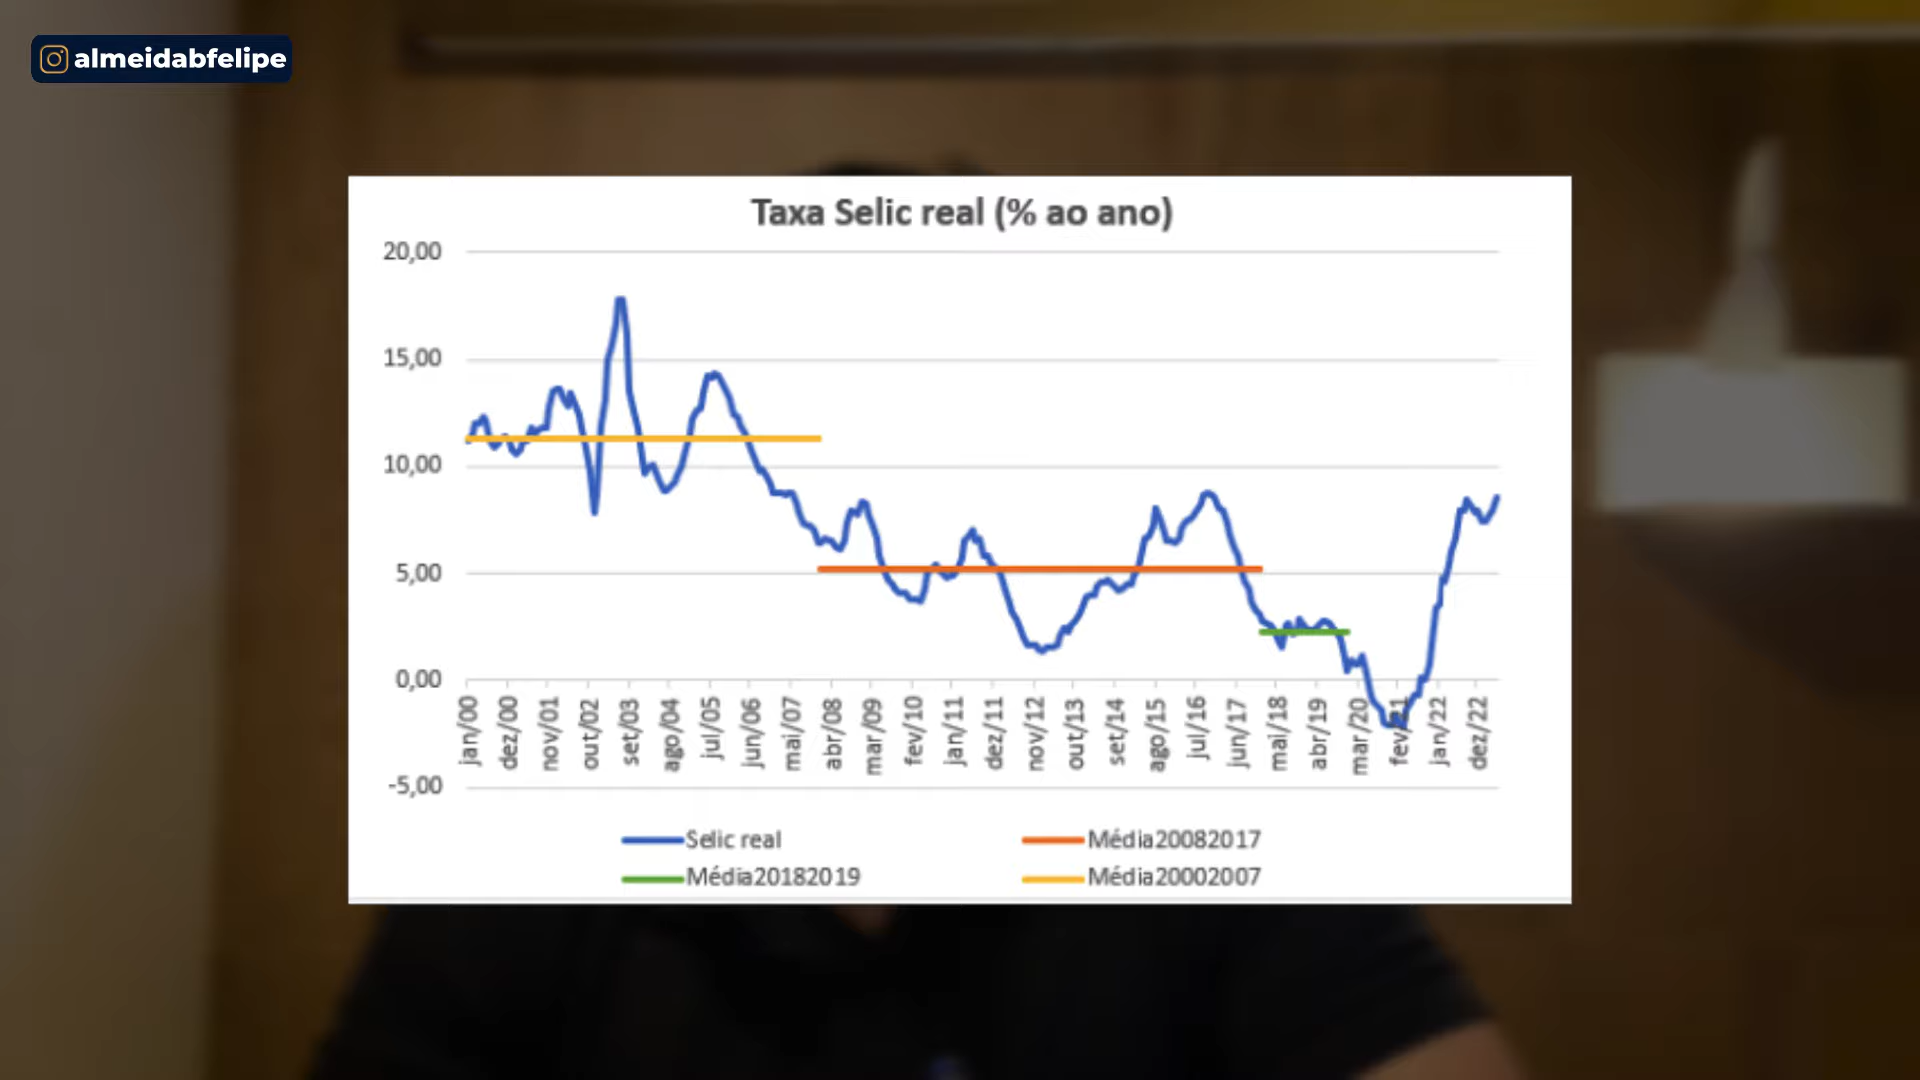 almeidabfelipe
Taxa Selic real (% ao ano)
20,00
15,00
10,00
5,00
0,00
-5,00
jan/00
dez/00
nov/01
out/02
set/03
ago/04
jul/05
jun/06
mai/07
abr/08
mar/09
fev/10
jan/11
dez/11
nov/12
out/13
set/14
ago/15
jul/16
jun/17
mai/18
abr/19
mar/20
fev/21
jan/22
dez/22
Selic real
Média20082017
Média20182019
Média20002007